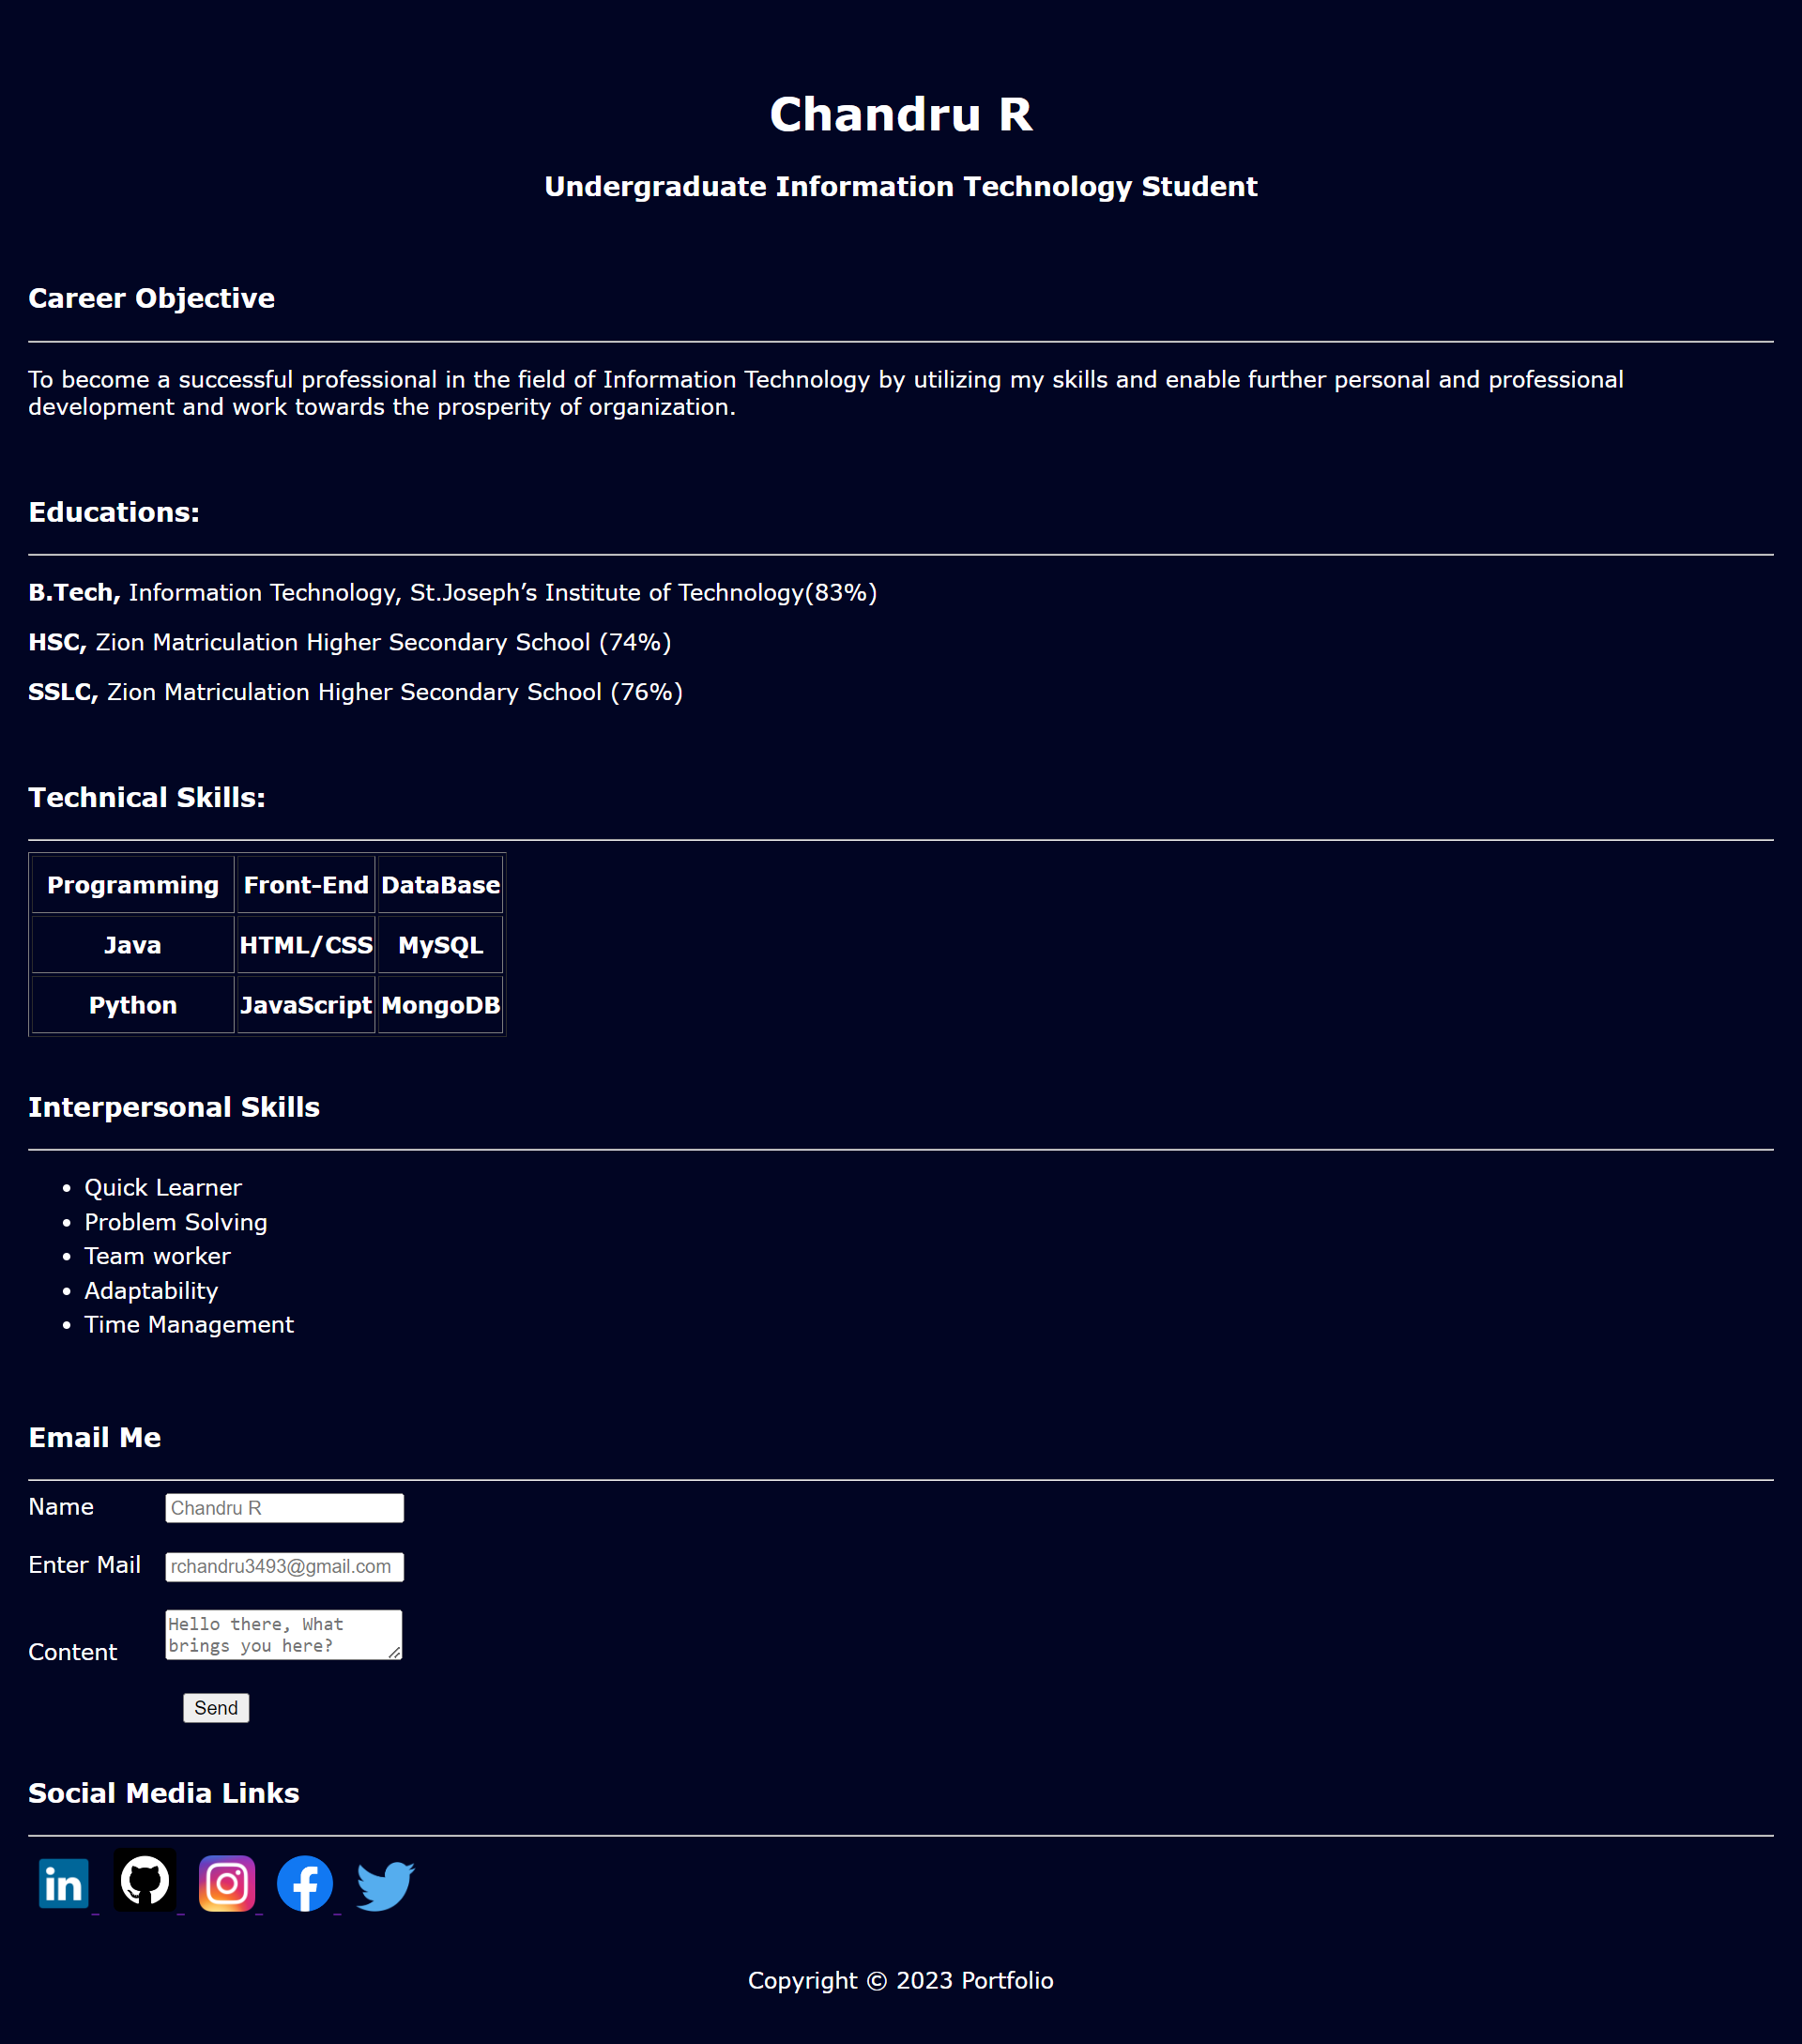 Chandru R
Undergraduate Information Technology Student
Career Objective
To become a successful professional in the field of Information Technology by utilizing my skills and enable further personal and professional
development and work towards the prosperity of organization.
Educations:
B.Tech, Information Technology, St.Joseph’s Institute of Technology(83%)
HSC, Zion Matriculation Higher Secondary School (74%)
SSLC, Zion Matriculation Higher Secondary School (76%)
Technical Skills:
Programming Front-End DataBase
Java HTML/CSS MySQL
Python JavaScript MongoDB
Interpersonal Skills
• Quick Learner
• Problem Solving
• Team worker
• Adaptability
• Time Management
Email Me
Name Chandru R
Enter Mail rchandru3493@gmail.com
Content Hello there, What
brings you here?
Send
Social Media Links
in
Copyright © 2023 Portfolio